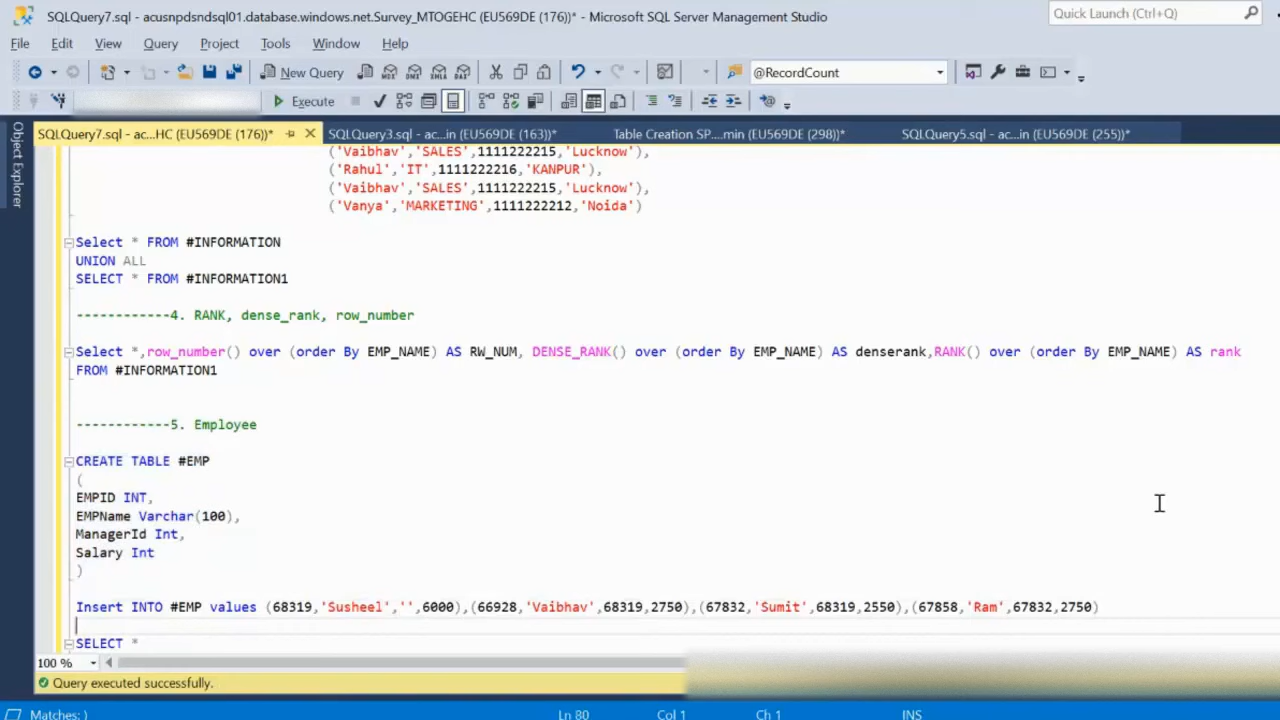 SQLQuery7.sql - acusnpdsndsql01.database.windows.net.Survey_MTOGEHC (EU569DE (176))* - Microsoft SQL Server Management Studio
Quick Launch (Ctrl+Q)
File Edit View Query Project Tools Window Help
New Query
MDX DMX XMLA DAX
@RecordCount
Execute
SQLQuery7.sql - ac...HC (EU569DE (176))* SQLQuery3.sql - ac...in (EU569DE (163))* Table Creation SP....min (EU569DE (298))* SQLQuery5.sql - ac...in (EU569DE (255))*
Object Explorer
('Vaibhav','SALES',1111222215,'Lucknow'),
('Rahul','IT',1111222216,'KANPUR'),
('Vaibhav','SALES',1111222215,'Lucknow'),
('Vanya','MARKETING',1111222212,'Noida')
Select * FROM #INFORMATION
UNION ALL
SELECT * FROM #INFORMATION1
------------4. RANK, dense_rank, row_number
Select *,row_number() over (order By EMP_NAME) AS RW_NUM, DENSE_RANK() over (order By EMP_NAME) AS denserank,RANK() over (order By EMP_NAME) AS rank
FROM #INFORMATION1
------------5. Employee
CREATE TABLE #EMP
(
EMPID INT,
EMPName Varchar(100),
ManagerId Int,
Salary Int
)
Insert INTO #EMP values (68319,'Susheel','',6000),(66928,'Vaibhav',68319,2750),(67832,'Sumit',68319,2550),(67858,'Ram',67832,2750)
SELECT *
100 %
Query executed successfully.
Matches: ) Ln 80 Col 1 Ch 1 INS